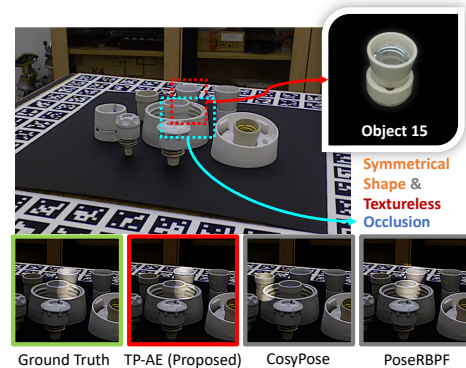 Object 15
Symmetrical
Shape & 
Textureless
Occlusion
Ground Truth
TP-AE (Proposed)
CosyPose
PoseRBPF